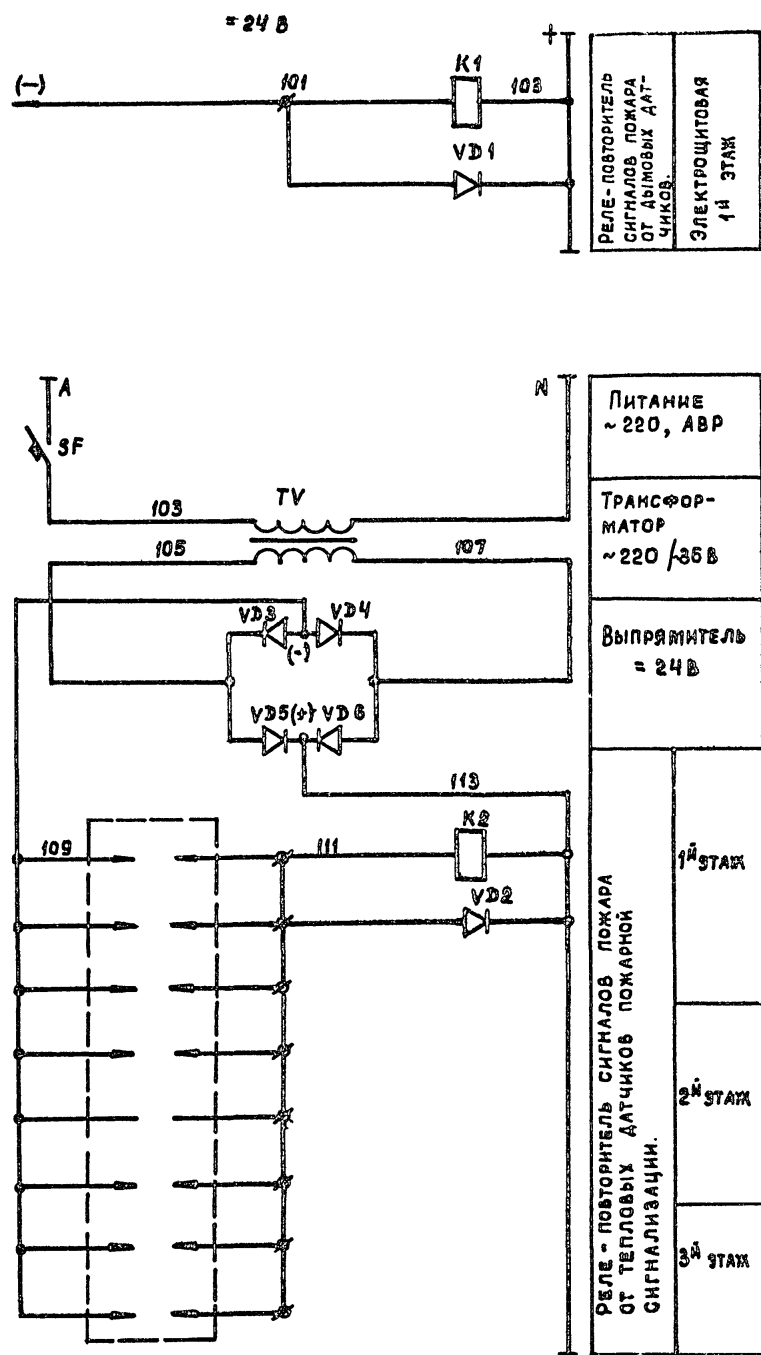 = 24 В
(—)
101
К1
103
+
VD1
РЕЛЕ-ПОВТОРИТЕЛЬ
СИГНАЛОВ ПОЖАРА
ОТ ДЫМОВЫХ ДАТ-
ЧИКОВ.
ЭЛЕКТРОЩИТОВАЯ
1Й ЭТАЖ
А
N
SF
103
TV
105
107
VD3
VD4
(-)
VD5
(+)
VD6
113
109
111
К2
VD2
ПИТАНИЕ
~220, АВР
ТРАНСФОР-
МАТОР
~220 /36В
ВЫПРЯМИТЕЛЬ
= 24В
РЕЛЕ - ПОВТОРИТЕЛЬ СИГНАЛОВ ПОЖАРА
ОТ ТЕПЛОВЫХ ДАТЧИКОВ ПОЖАРНОЙ
СИГНАЛИЗАЦИИ.
1Й ЭТАЖ
2Й ЭТАЖ
3Й ЭТАЖ